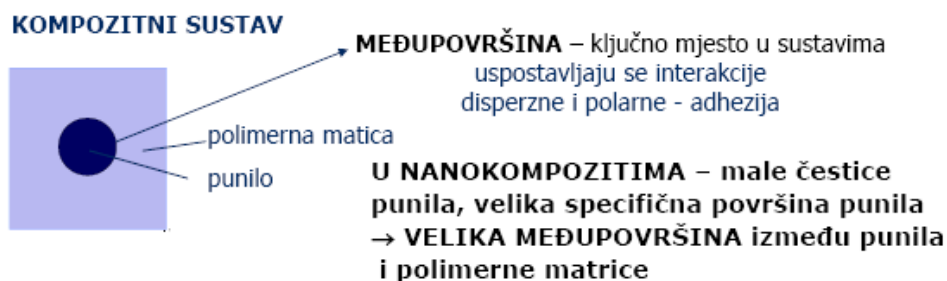 KOMPOZITNI SUSTAV
MEĐUPOVRŠINA – ključno mjesto u sustavima
uspostavljaju se interakcije
disperzne i polarne - adhezija
polimerna matica
punilo
U NANOKOMPOZITIMA – male čestice
punila, velika specifična površina punila
→ VELIKA MEĐUPOVRŠINA između punila
i polimerne matrice